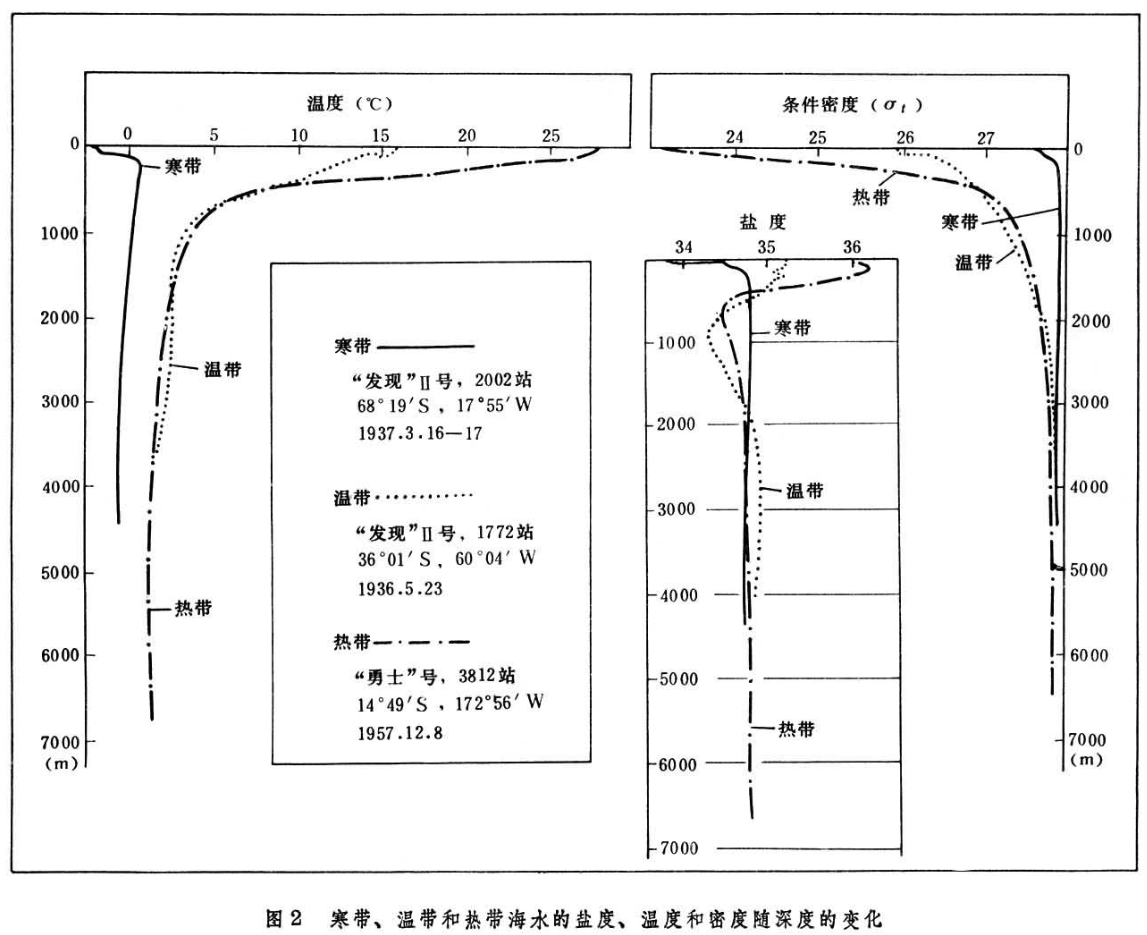 温度(℃)
0 5 10 15 20 25
0
1000
2000
3000
4000
5000
6000
7000
(m)
寒带
温带
热带
寒带
“发现”Ⅱ号，2002站
68°19′S，17°55′W
1937.3.16—17
温带
“发现”Ⅱ号，1772站
36°01′S，60°04′W
1936.5.23
热带
“勇士”号，3812站
14°49′S，172°56′W
1957.12.8
条件密度(σt)
24 25 26 27
0
1000
2000
3000
4000
5000
6000
7000
(m)
热带
寒带
温带
盐度
34 35 36
1000
2000
3000
4000
5000
6000
7000
寒带
温带
热带
图2 寒带、温带和热带海水的盐度、温度和密度随深度的变化